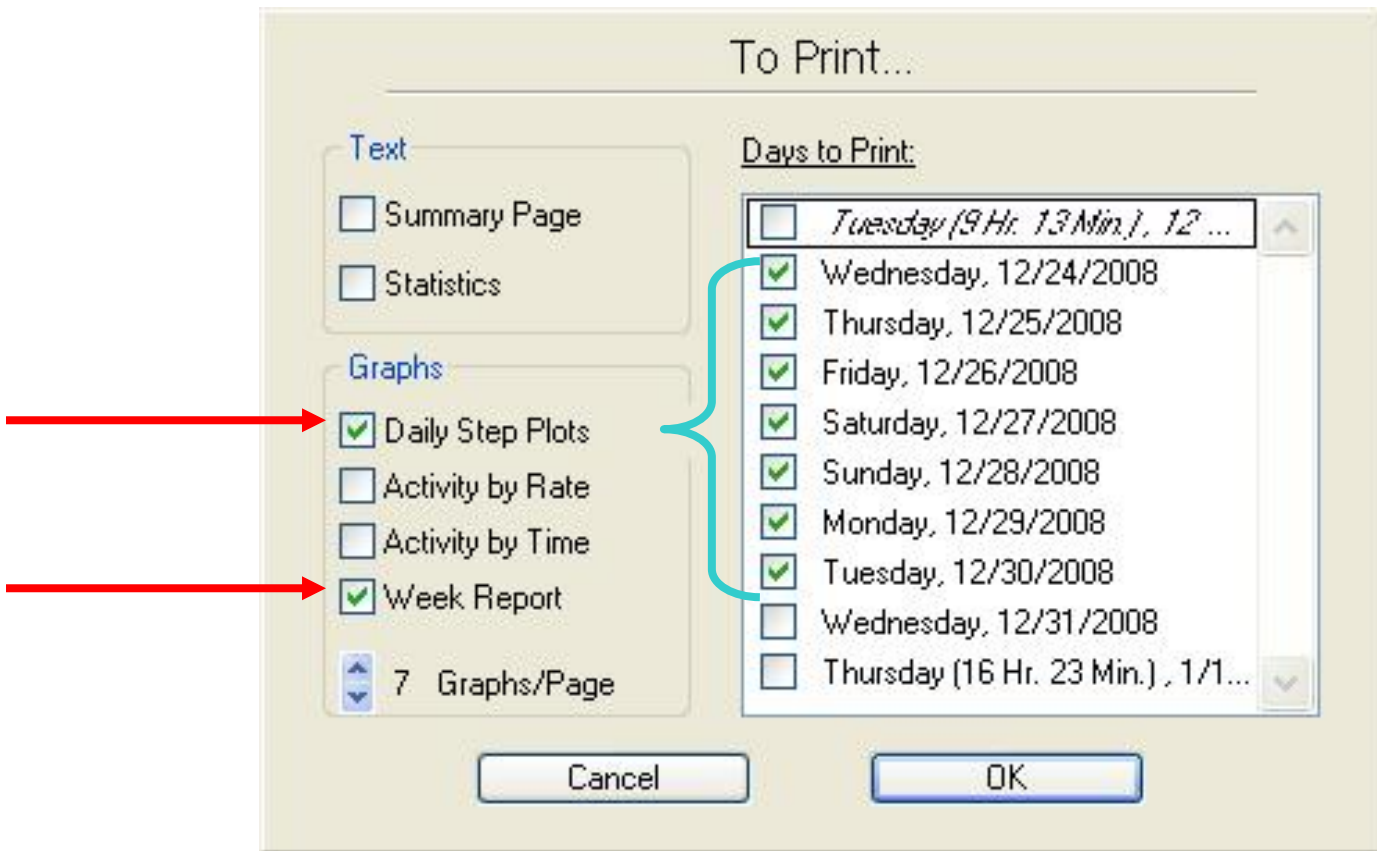 To Print...
Text
Summary Page
Statistics
Graphs
Daily Step Plots
Activity by Rate
Activity by Time
Week Report
7 Graphs/Page
Days to Print:
Tuesday (9 Hr. 13 Min.) , 12 ...
Wednesday, 12/24/2008
Thursday, 12/25/2008
Friday, 12/26/2008
Saturday, 12/27/2008
Sunday, 12/28/2008
Monday, 12/29/2008
Tuesday, 12/30/2008
Wednesday, 12/31/2008
Thursday (16 Hr. 23 Min.) , 1/1...
Cancel
OK